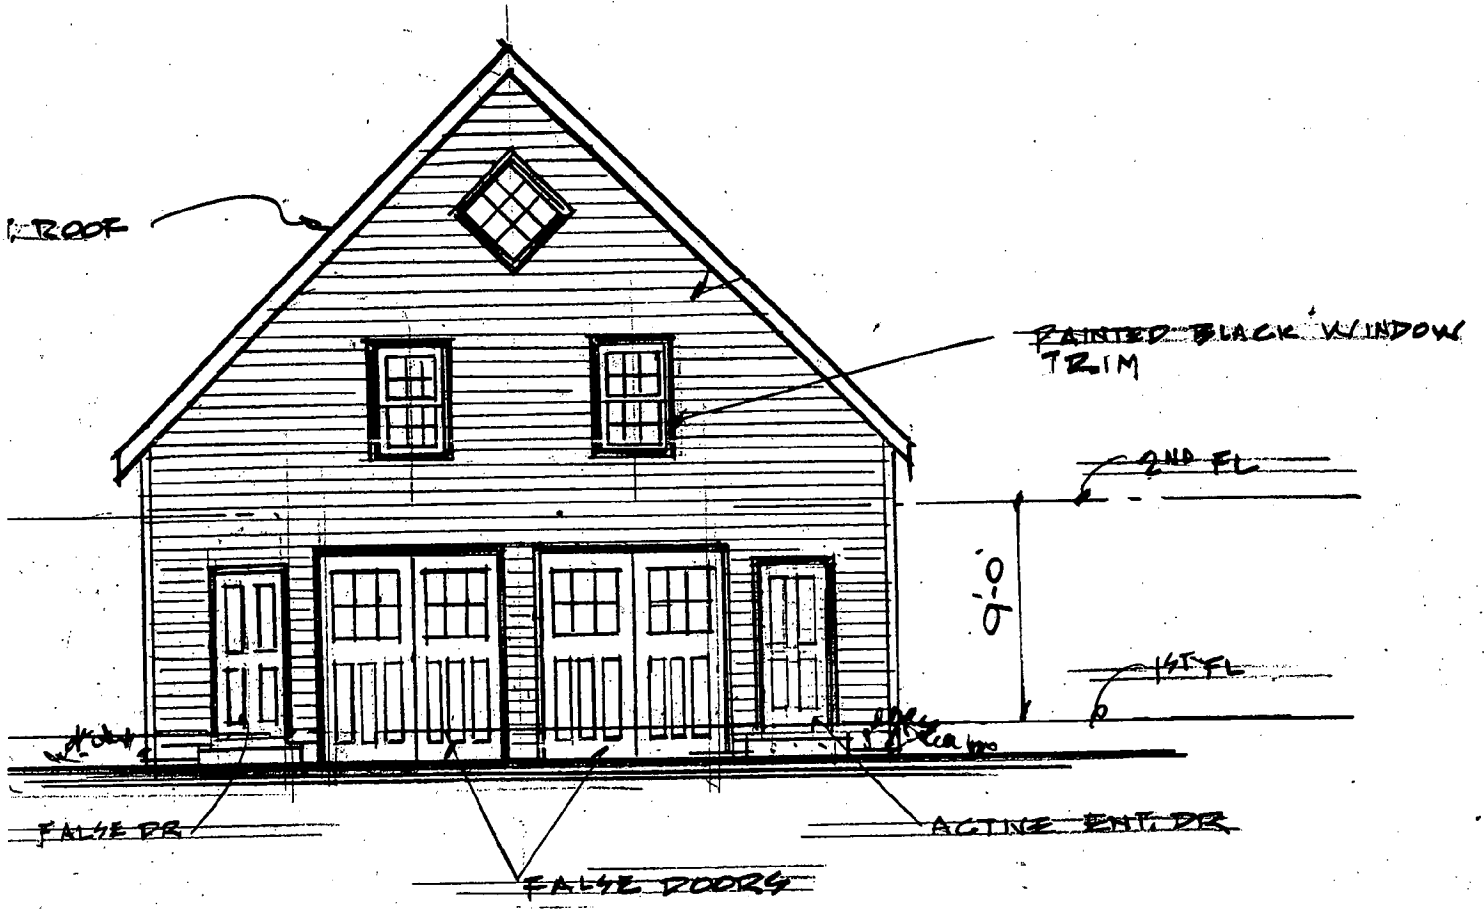 ROOF
PAINTED BLACK WINDOW
TRIM
2ND FL
9'-0
1ST FL
FALSE DR
ACTIVE ENT. DR
FALSE DOORS